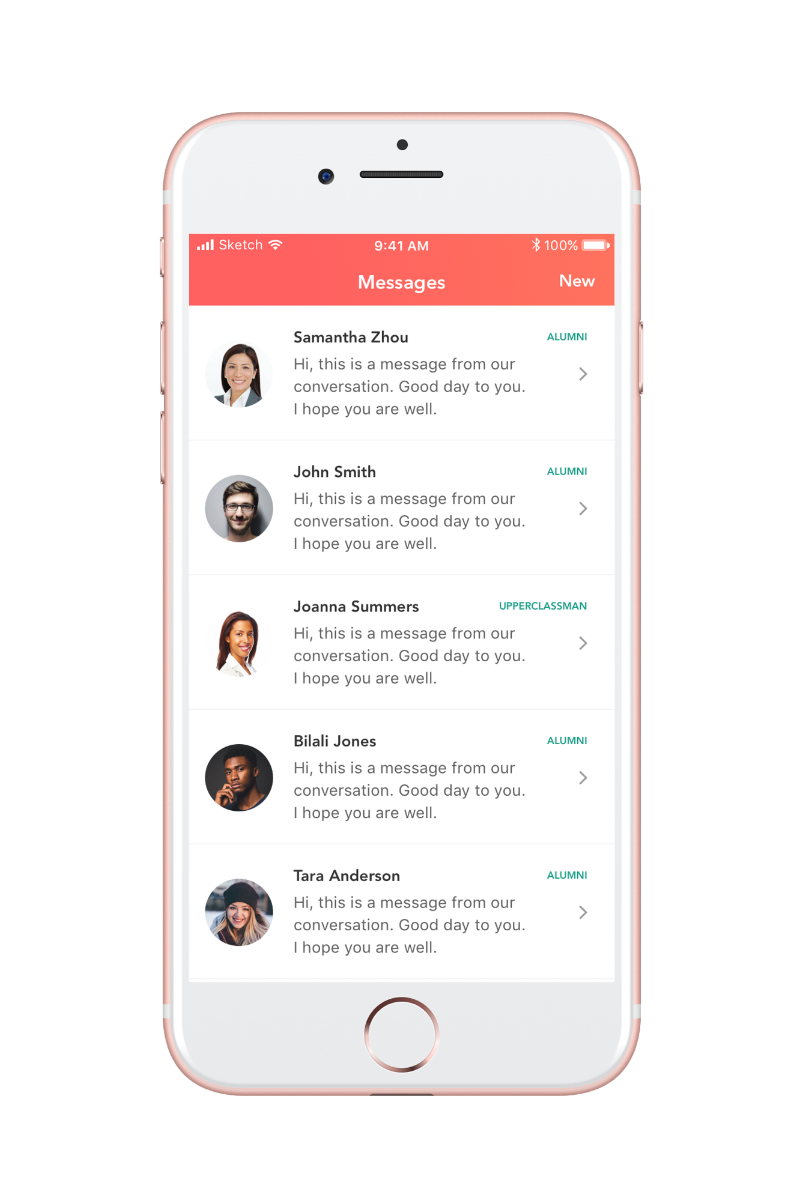 Sketch 9:41 AM 100%
Messages New
Samantha Zhou ALUMNI
Hi, this is a message from our
conversation. Good day to you.
I hope you are well.
John Smith ALUMNI
Hi, this is a message from our
conversation. Good day to you.
I hope you are well.
Joanna Summers UPPERCLASSMAN
Hi, this is a message from our
conversation. Good day to you.
I hope you are well.
Bilali Jones ALUMNI
Hi, this is a message from our
conversation. Good day to you.
I hope you are well.
Tara Anderson ALUMNI
Hi, this is a message from our
conversation. Good day to you.
I hope you are well.